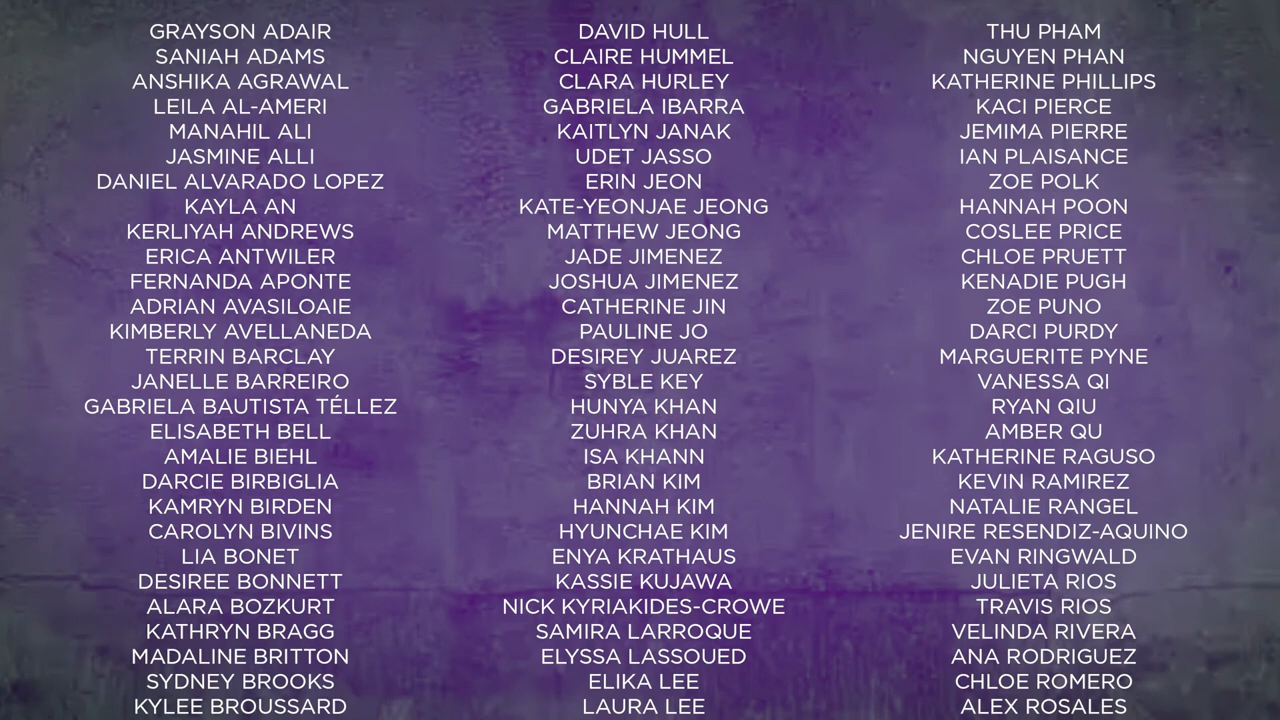 GRAYSON ADAIR
SANIAH ADAMS
ANSHIKA AGRAWAL
LEILA AL-AMERI
MANAHIL ALI
JASMINE ALLI
DANIEL ALVARADO LOPEZ
KAYLA AN
KERLIYAH ANDREWS
ERICA ANTWILER
FERNANDA APONTE
ADRIAN AVASILOAIE
KIMBERLY AVELLANEDA
TERRIN BARCLAY
JANELLE BARREIRO
GABRIELA BAUTISTA TÉLLEZ
ELISABETH BELL
AMALIE BIEHL
DARCIE BIRBIGLIA
KAMRYN BIRDEN
CAROLYN BIVINS
LIA BONET
DESIREE BONNETT
ALARA BOZKURT
KATHRYN BRAGG
MADALINE BRITTON
SYDNEY BROOKS
KYLEE BROUSSARD
DAVID HULL
CLAIRE HUMMEL
CLARA HURLEY
GABRIELA IBARRA
KAITLYN JANAK
UDET JASSO
ERIN JEON
KATE-YEONJAE JEONG
MATTHEW JEONG
JADE JIMENEZ
JOSHUA JIMENEZ
CATHERINE JIN
PAULINE JO
DESIREY JUAREZ
SYBLE KEY
HUNYA KHAN
ZUHRA KHAN
ISA KHANN
BRIAN KIM
HANNAH KIM
HYUNCHAE KIM
ENYA KRATHAUS
KASSIE KUJAWA
NICK KYRIAKIDES-CROWE
SAMIRA LARROQUE
ELYSSA LASSOUED
ELIKA LEE
LAURA LEE
THU PHAM
NGUYEN PHAN
KATHERINE PHILLIPS
KACI PIERCE
JEMIMA PIERRE
IAN PLAISANCE
ZOE POLK
HANNAH POON
COSLEE PRICE
CHLOE PRUETT
KENADIE PUGH
ZOE PUNO
DARCI PURDY
MARGUERITE PYNE
VANESSA QI
RYAN QIU
AMBER QU
KATHERINE RAGUSO
KEVIN RAMIREZ
NATALIE RANGEL
JENIRE RESENDIZ-AQUINO
EVAN RINGWALD
JULIETA RIOS
TRAVIS RIOS
VELINDA RIVERA
ANA RODRIGUEZ
CHLOE ROMERO
ALEX ROSALES